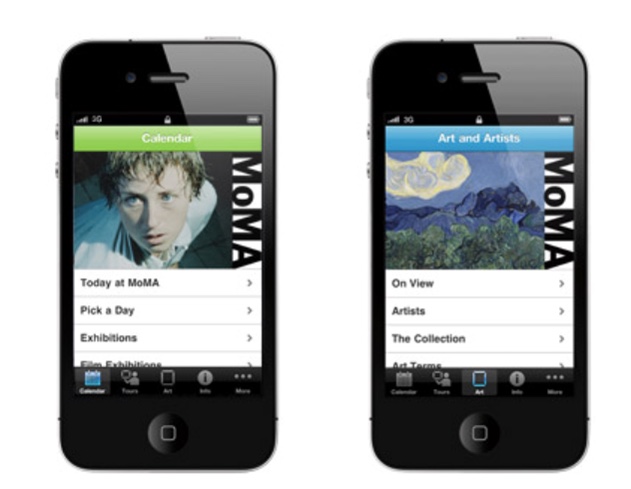 3G
Calendar
MoMA
Today at MoMA
Pick a Day
Exhibitions
Film Exhibitions
Calendar Tours Art Info More
3G
Art and Artists
MoMA
On View
Artists
The Collection
Art Terms
Calendar Tours Art Info More